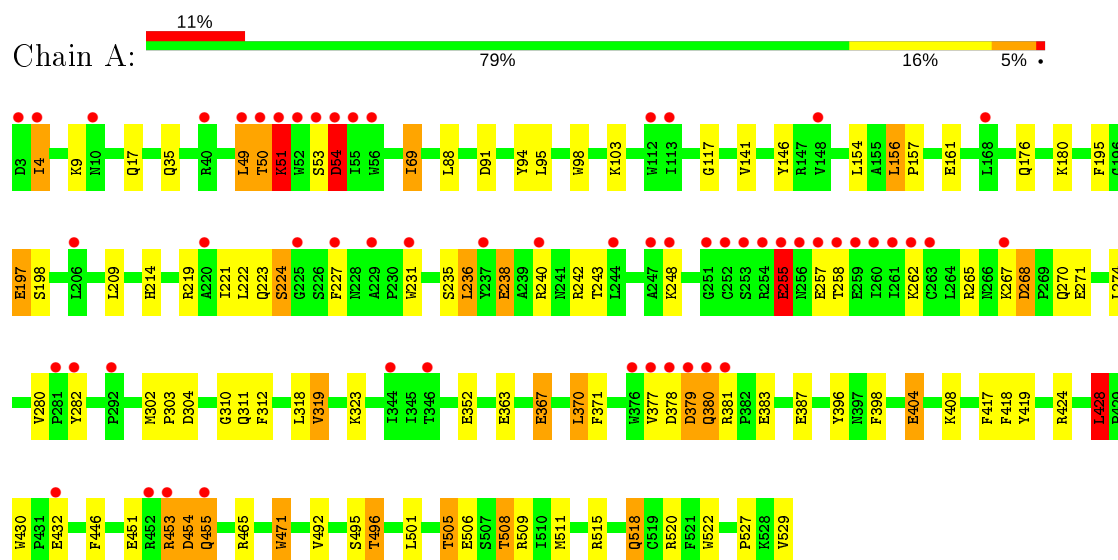 11%
Chain A:
79% 16% 5% •
D3 I4 K9 N10 Q17 Q35 R40 L49 T50 K51 W52 S53 D54 I55 W56 I69 L88 D91 Y94 L95 W98 K103 W112 I113 G117 V141 Y146 R147 V148 L154 A155 L156 P157 E161 L168 Q176 K180 F195 C196
E197 S198 L206 L209 H214 R219 A220 I221 L222 Q223 S224 G225 S226 F227 N228 A229 P230 W231 S235 L236 Y237 E238 A239 R240 N241 R242 T243 L244 A247 K248 G251 C252 S253 R254 E255 N256 E257 T258 E259 I260 I261 K262 C263 L264 R265 N266 K267 D268 P269 Q270 E271
V280 P281 Y282 P292 M302 P303 D304 G310 Q311 F312 L318 V319 K323 I344 I345 T346 E352 E363 E367 L370 F371 W376 V377 D378 D379 Q380 R381 P382 E383 E387 Y396 N397 F398 E404 K408 F417 F418 Y419 R424 L428 P429
W430 P431 E432 F446 E451 R452 R453 D454 Q455 R465 W471 V492 S495 T496 L501 T505 E506 S507 T508 R509 I510 M511 R515 Q518 C519 R520 F521 W522 P527 K528 V529